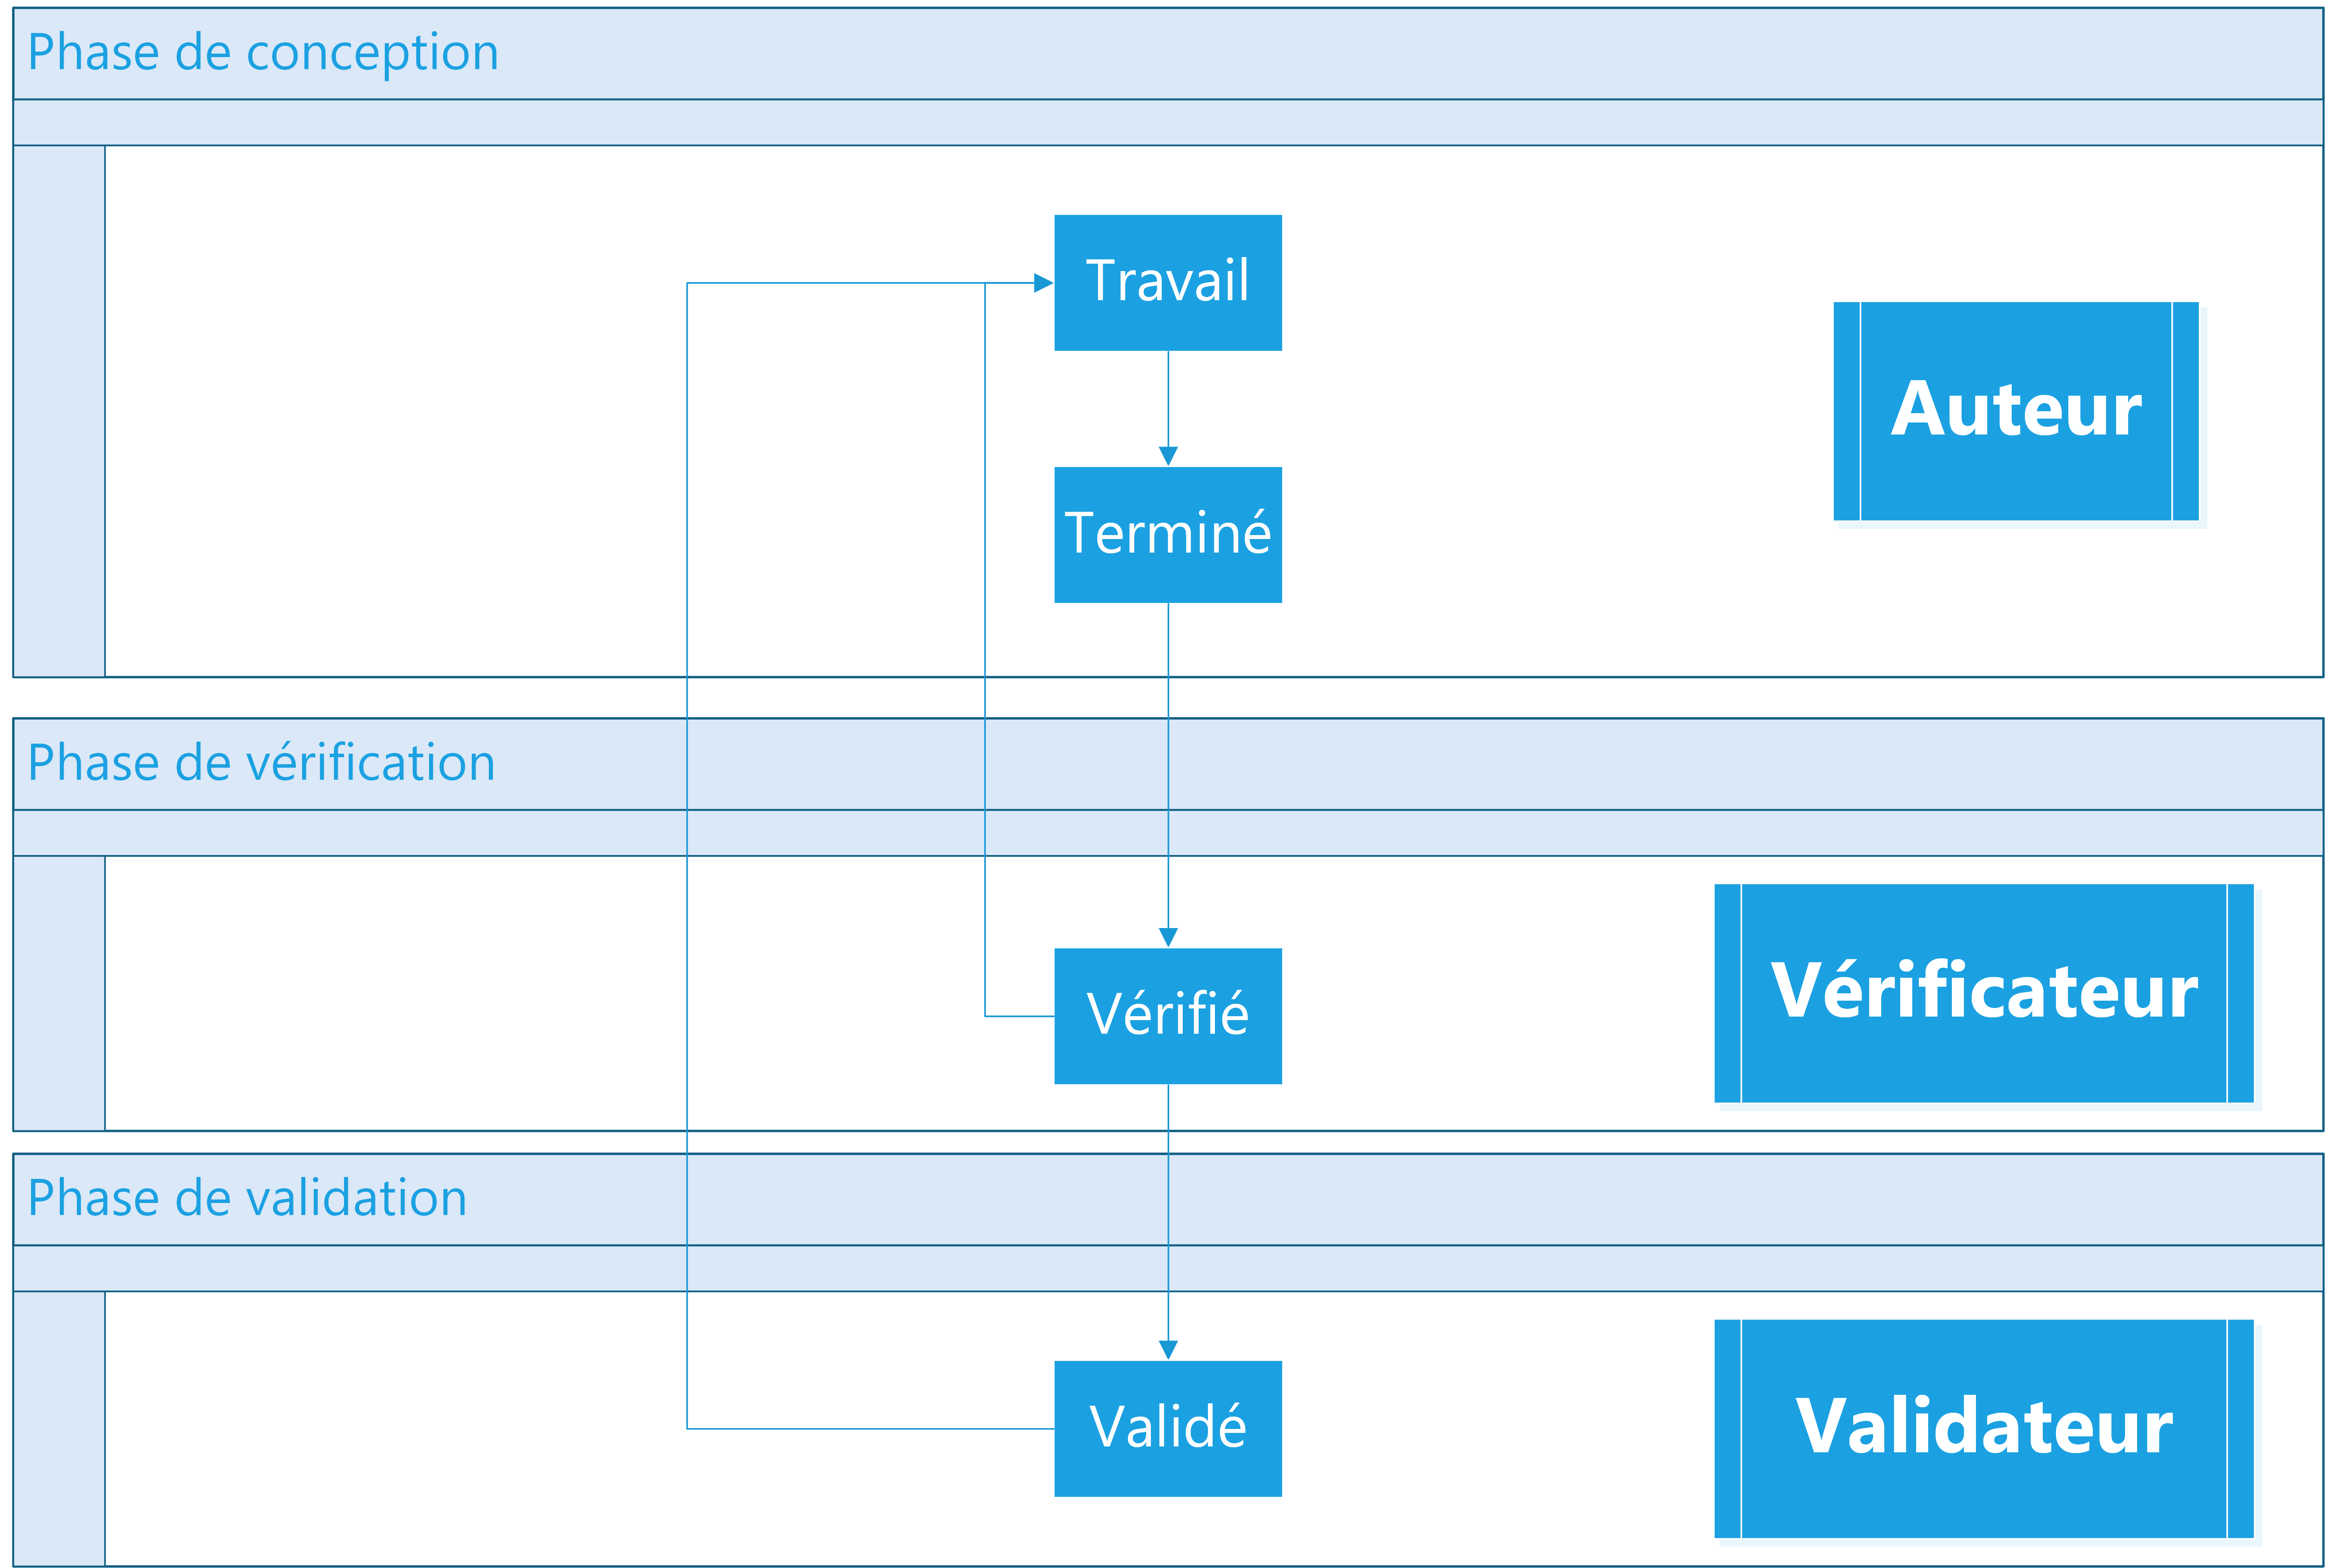 Phase de conception
Travail
Auteur
Terminé
Phase de vérification
Vérifié
Vérificateur
Phase de validation
Validé
Validateur